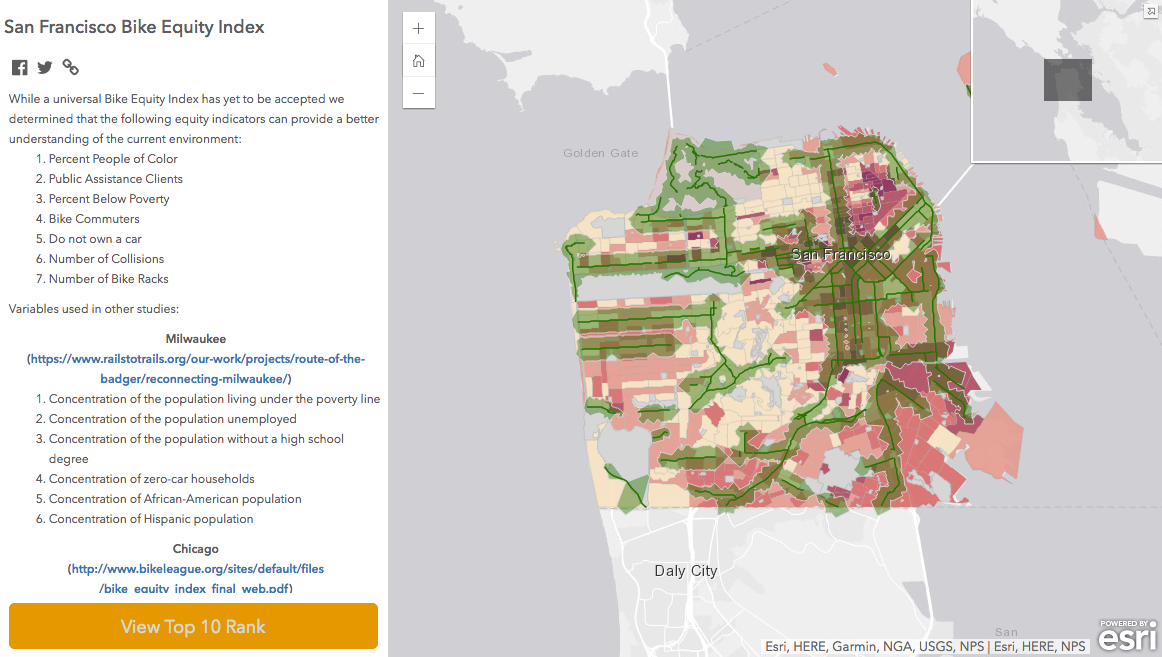 San Francisco Bike Equity Index
While a universal Bike Equity Index has yet to be accepted we
determined that the following equity indicators can provide a better
understanding of the current environment:
1. Percent People of Color
2. Public Assistance Clients
3. Percent Below Poverty
4. Bike Commuters
5. Do not own a car
6. Number of Collisions
7. Number of Bike Racks
Variables used in other studies:
Milwaukee
(https://www.railstotrails.org/our-work/projects/route-of-the-
badger/reconnecting-milwaukee/)
1. Concentration of the population living under the poverty line
2. Concentration of the population unemployed
3. Concentration of the population without a high school
degree
4. Concentration of zero-car households
5. Concentration of African-American population
6. Concentration of Hispanic population
Chicago
(http://www.bikeleague.org/sites/default/files
/bike_equity_index_final_web.pdf)
View Top 10 Rank
+
−
Golden Gate
San Francisco
Daly City
San
Esri, HERE, Garmin, NGA, USGS, NPS | Esri, HERE, NPS
POWERED BY
esri